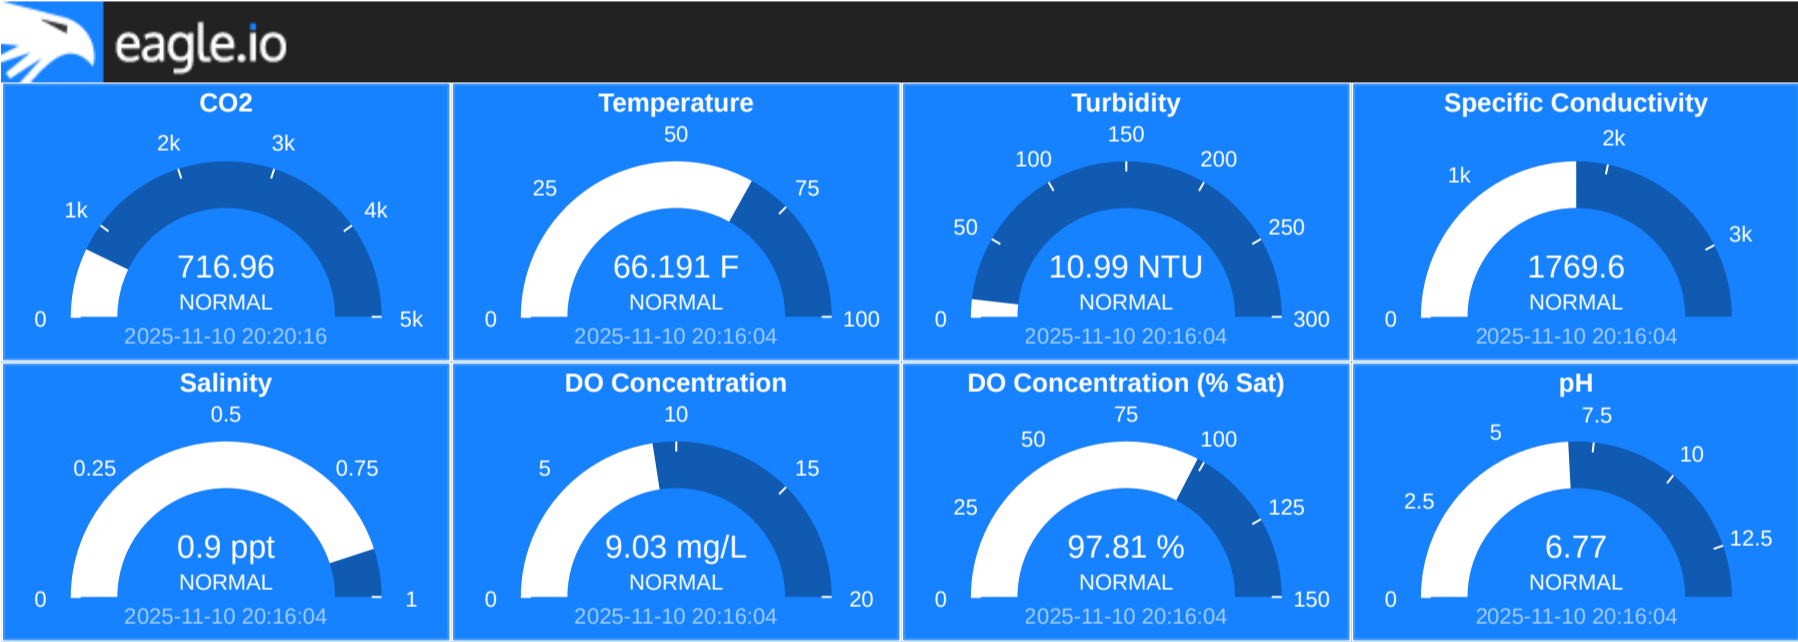 eagle.io
CO2
2k
3k
1k
4k
716.96
NORMAL
0
5k
2025-11-10 20:20:16
Temperature
50
25
75
66.191 F
NORMAL
0
100
2025-11-10 20:16:04
Turbidity
150
100
200
50
250
10.99 NTU
NORMAL
0
300
2025-11-10 20:16:04
Specific Conductivity
2k
1k
3k
1769.6
NORMAL
0
2025-11-10 20:16:04
Salinity
0.5
0.25
0.75
0.9 ppt
NORMAL
0
1
2025-11-10 20:16:04
DO Concentration
10
5
15
9.03 mg/L
NORMAL
0
20
2025-11-10 20:16:04
DO Concentration (% Sat)
75
50
100
25
125
97.81 %
NORMAL
0
150
2025-11-10 20:16:04
pH
7.5
5
10
2.5
12.5
6.77
NORMAL
0
2025-11-10 20:16:04